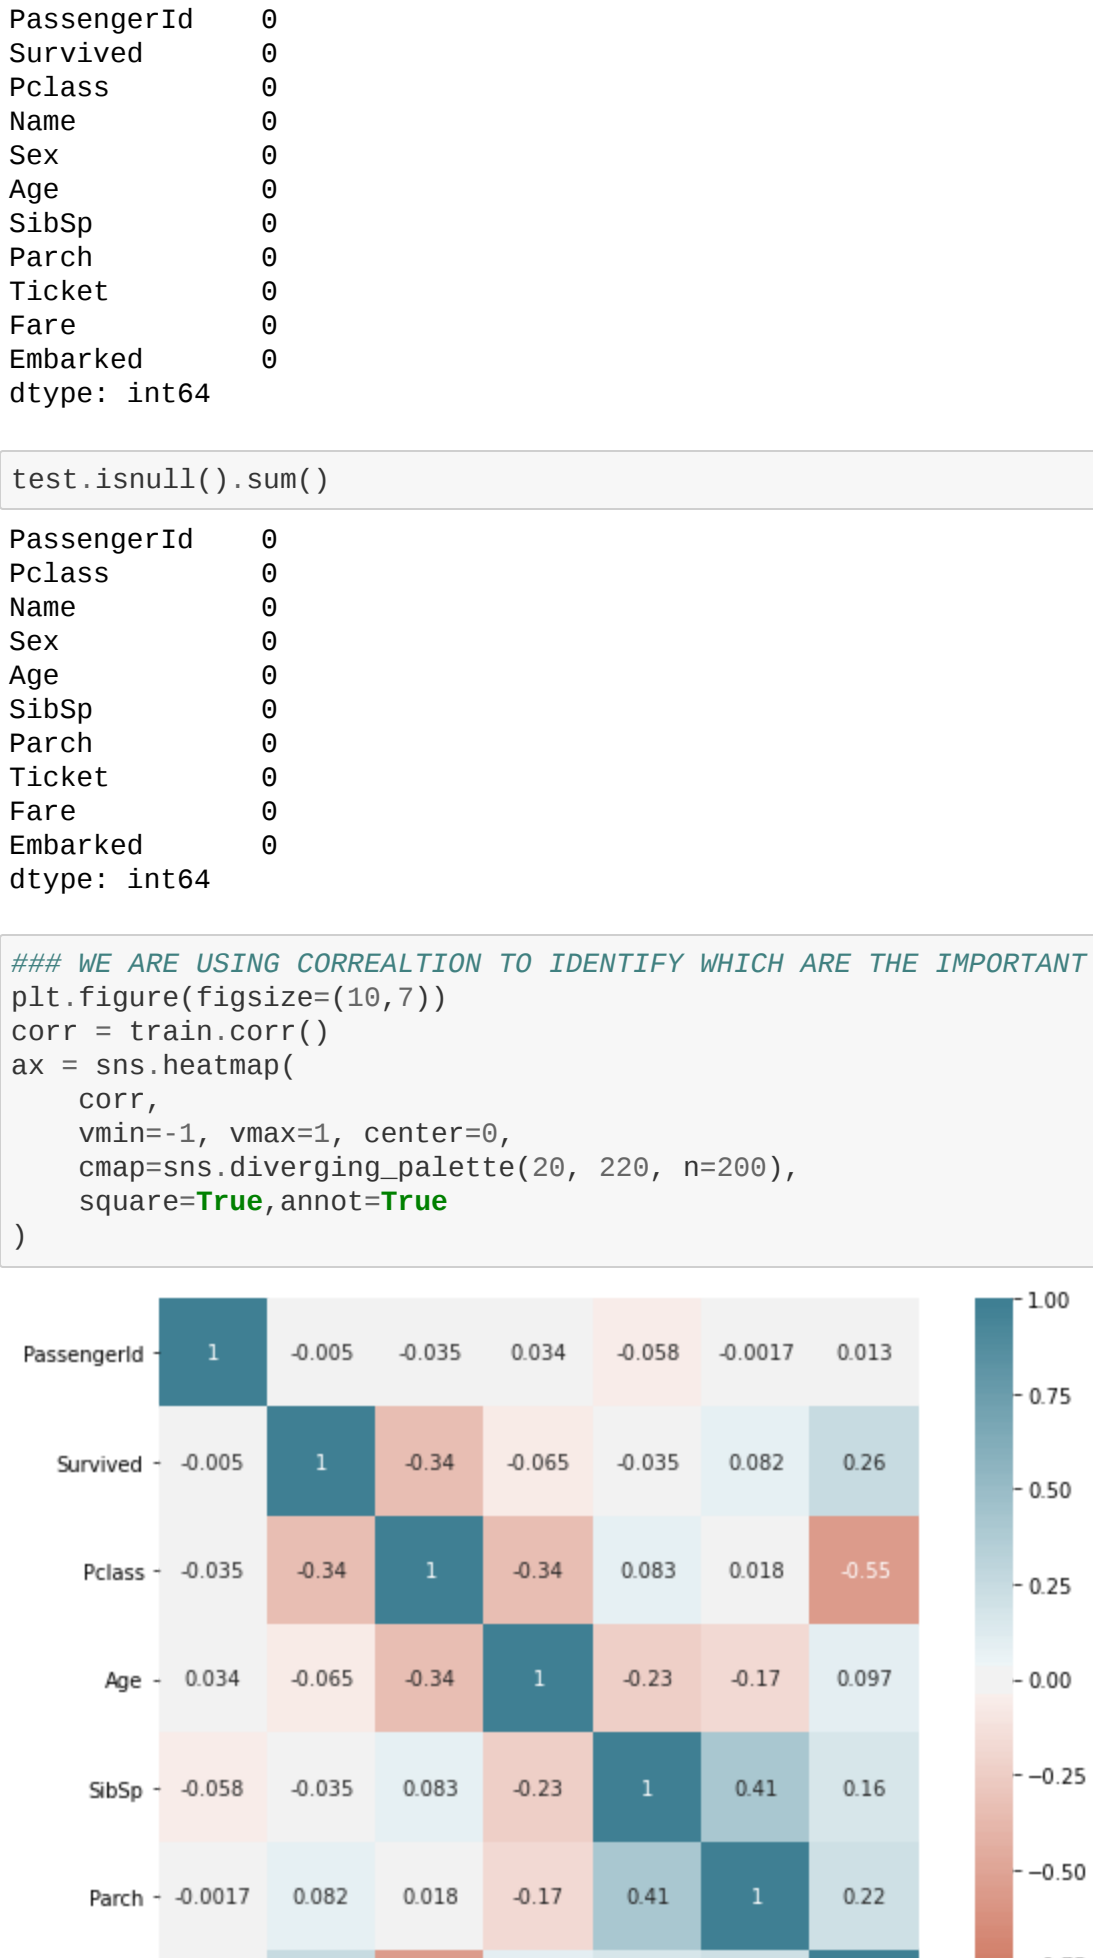 PassengerId 0
Survived 0
Pclass 0
Name 0
Sex 0
Age 0
SibSp 0
Parch 0
Ticket 0
Fare 0
Embarked 0
dtype: int64
test.isnull().sum()
PassengerId 0
Pclass 0
Name 0
Sex 0
Age 0
SibSp 0
Parch 0
Ticket 0
Fare 0
Embarked 0
dtype: int64
### WE ARE USING CORREALTION TO IDENTIFY WHICH ARE THE IMPORTANT
plt.figure(figsize=(10,7))
corr = train.corr()
ax = sns.heatmap(
    corr,
    vmin=-1, vmax=1, center=0,
    cmap=sns.diverging_palette(20, 220, n=200),
    square=True,annot=True
)
1.00
PassengerId 1 -0.005 -0.035 0.034 -0.058 -0.0017 0.013
0.75
Survived -0.005 1 -0.34 -0.065 -0.035 0.082 0.26
0.50
Pclass -0.035 -0.34 1 -0.34 0.083 0.018 -0.55
0.25
Age 0.034 -0.065 -0.34 1 -0.23 -0.17 0.097
0.00
SibSp -0.058 -0.035 0.083 -0.23 1 0.41 0.16
-0.25
Parch -0.0017 0.082 0.018 -0.17 0.41 1 0.22
-0.50